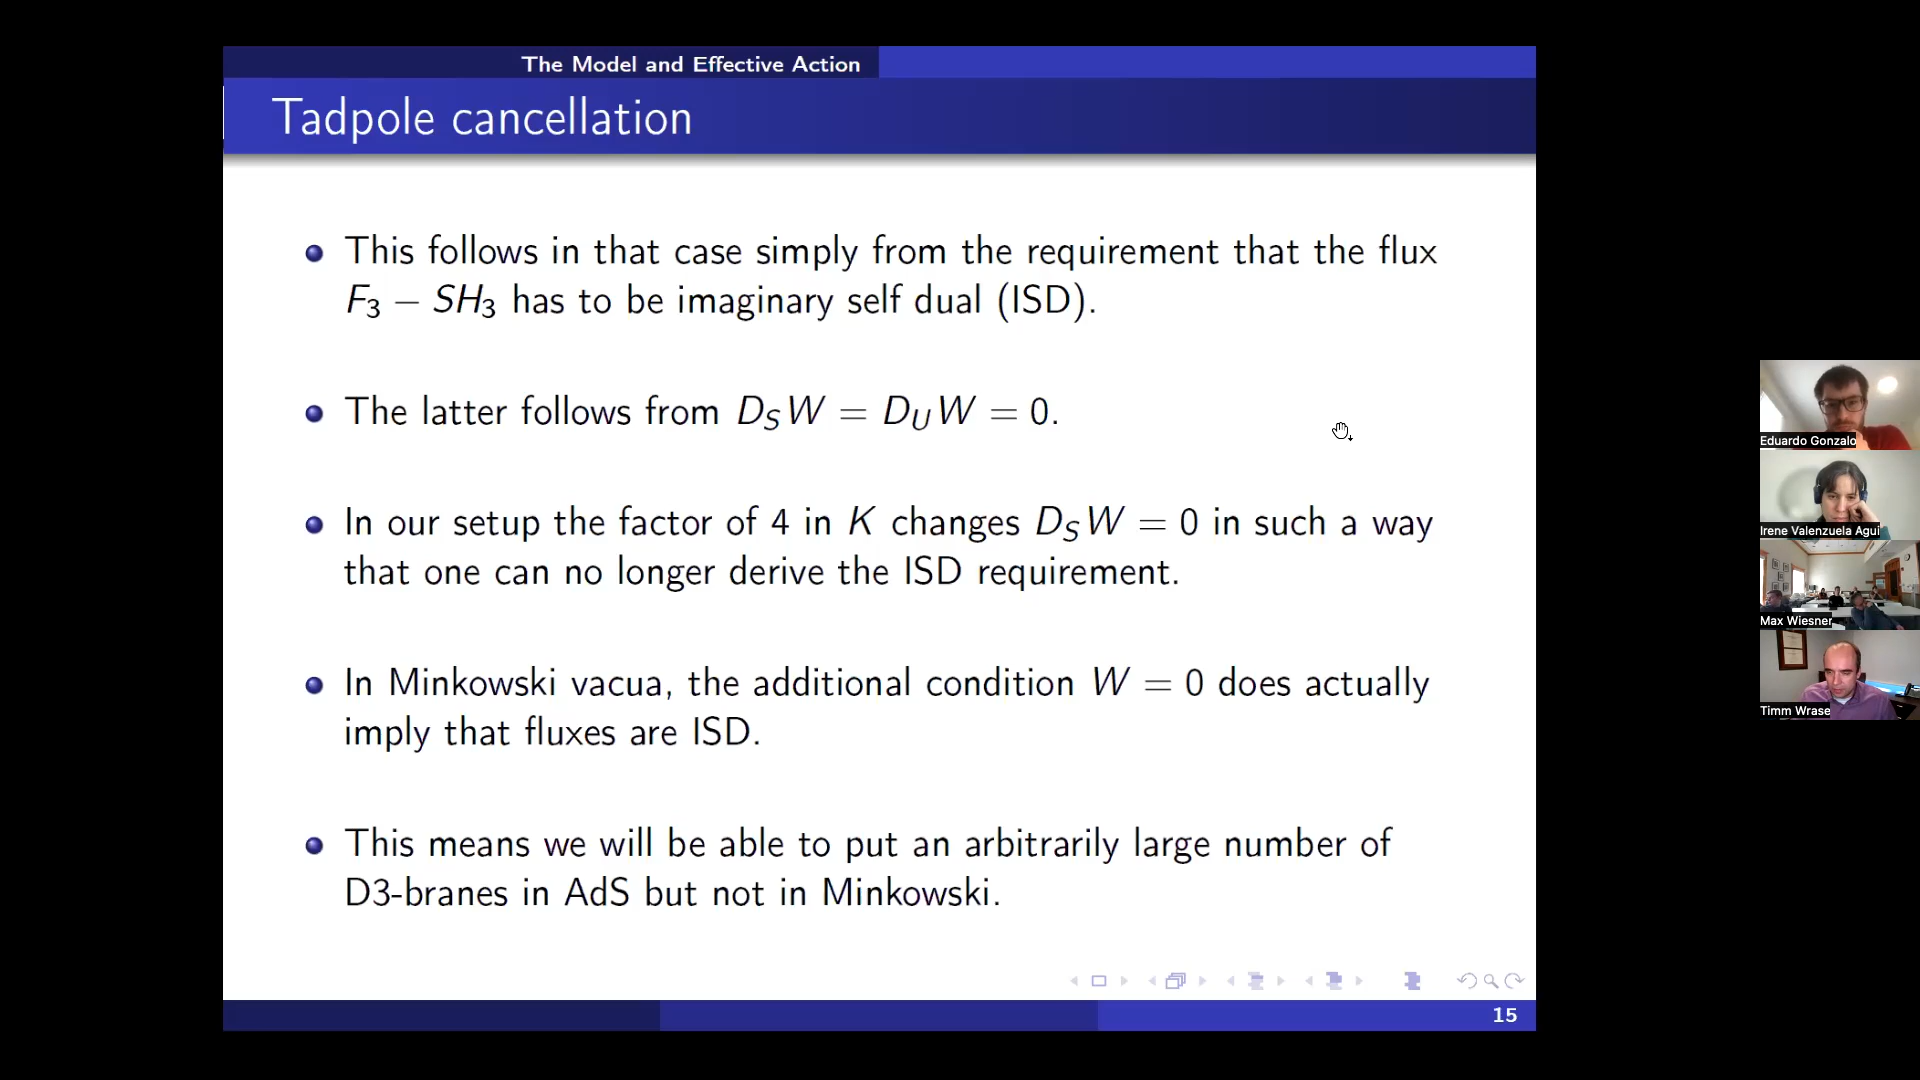 The Model and Effective Action
Tadpole cancellation
This follows in that case simply from the requirement that the flux
F₃ − SH₃ has to be imaginary self dual (ISD).
The latter follows from D_S W = D_U W = 0.
In our setup the factor of 4 in K changes D_S W = 0 in such a way
that one can no longer derive the ISD requirement.
In Minkowski vacua, the additional condition W = 0 does actually
imply that fluxes are ISD.
This means we will be able to put an arbitrarily large number of
D3-branes in AdS but not in Minkowski.
15
Eduardo Gonzalo
Irene Valenzuela Agui
Max Wiesner
Timm Wrase